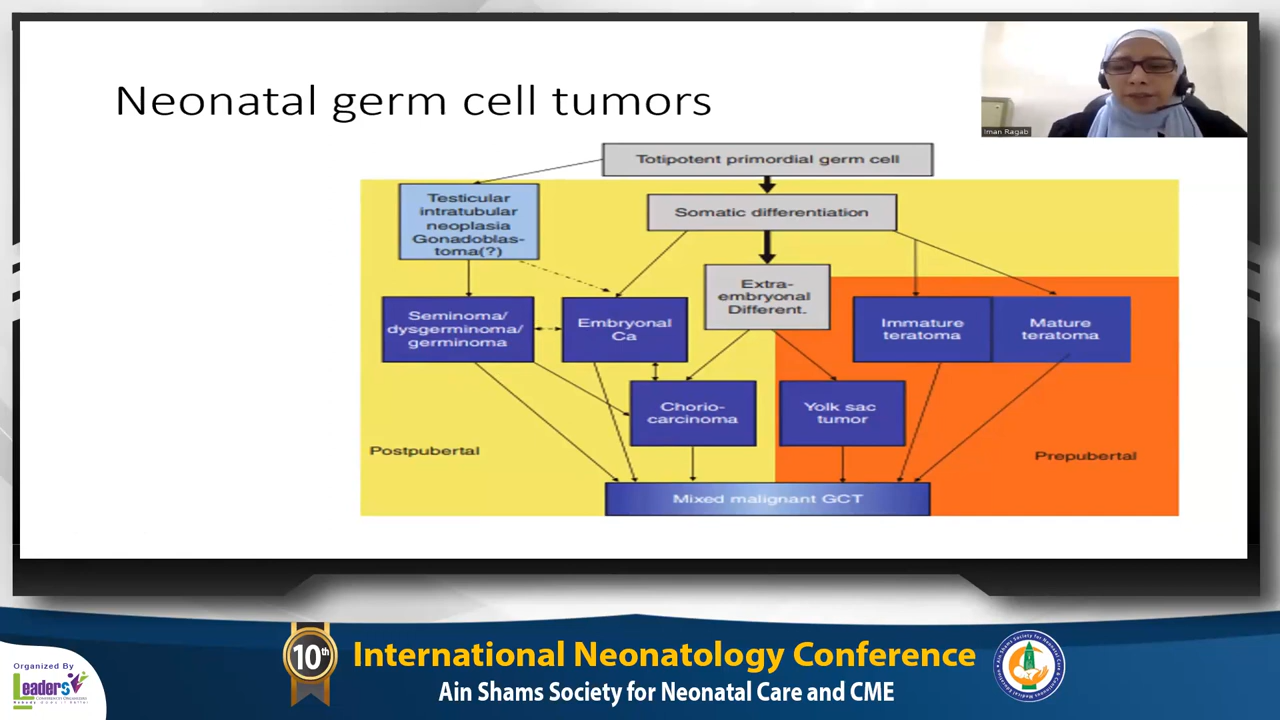 Neonatal germ cell tumors
Iman Ragab
Totipotent primordial germ cell
Testicular
intratubular
neoplasia
Gonadoblas-
toma(?)
Somatic differentiation
Extra-
embryonal
Different.
Seminoma/
dysgerminoma/
germinoma
Embryonal
Ca
Immature
teratoma
Mature
teratoma
Chorio-
carcinoma
Yolk sac
tumor
Postpubertal
Prepubertal
Mixed malignant GCT
Organized By
Leaders
10th
International Neonatology Conference
Ain Shams Society for Neonatal Care and CME